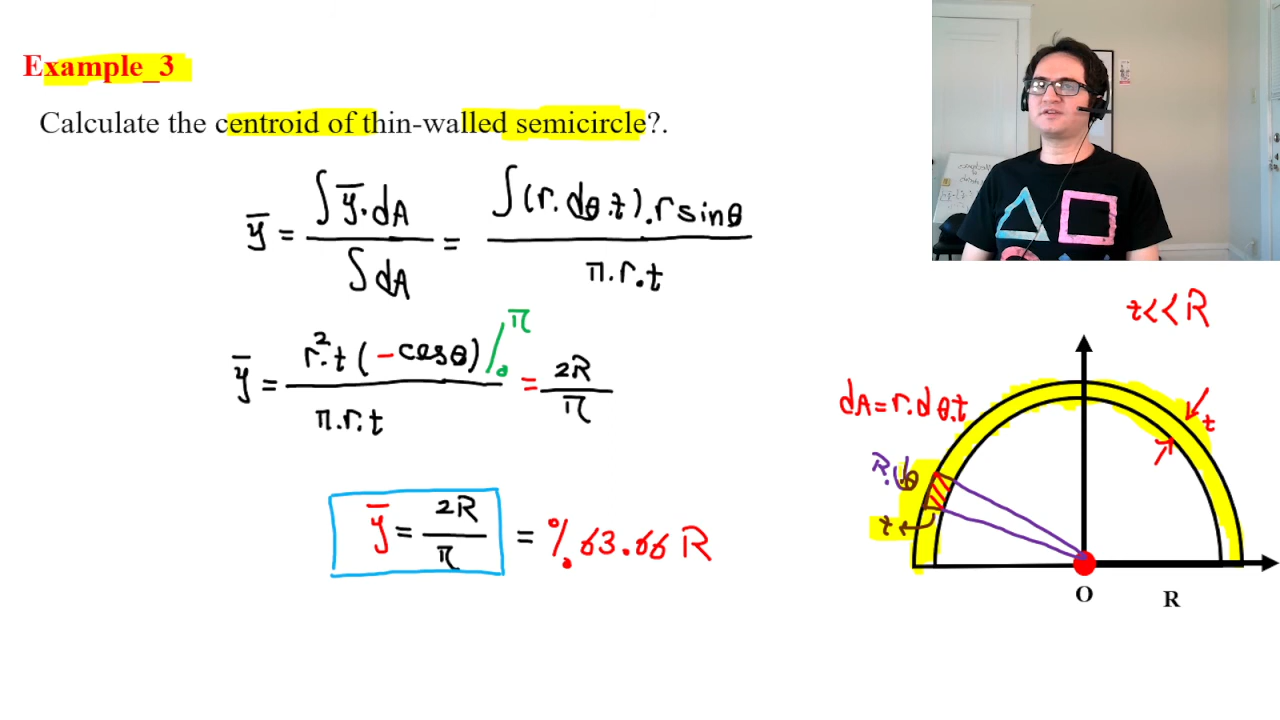 Example_3
Calculate the centroid of thin-walled semicircle?.
ȳ = ∫ȳ.dA / ∫dA = ∫(r.dθ.t).r sinθ / π.r.t
ȳ = r².t(-cosθ)/₀^π / π.r.t = 2R/π
ȳ = 2R/π = %63.66 R
t<<R
dA=r.dθ.t
t
R.dθ
t
O
R